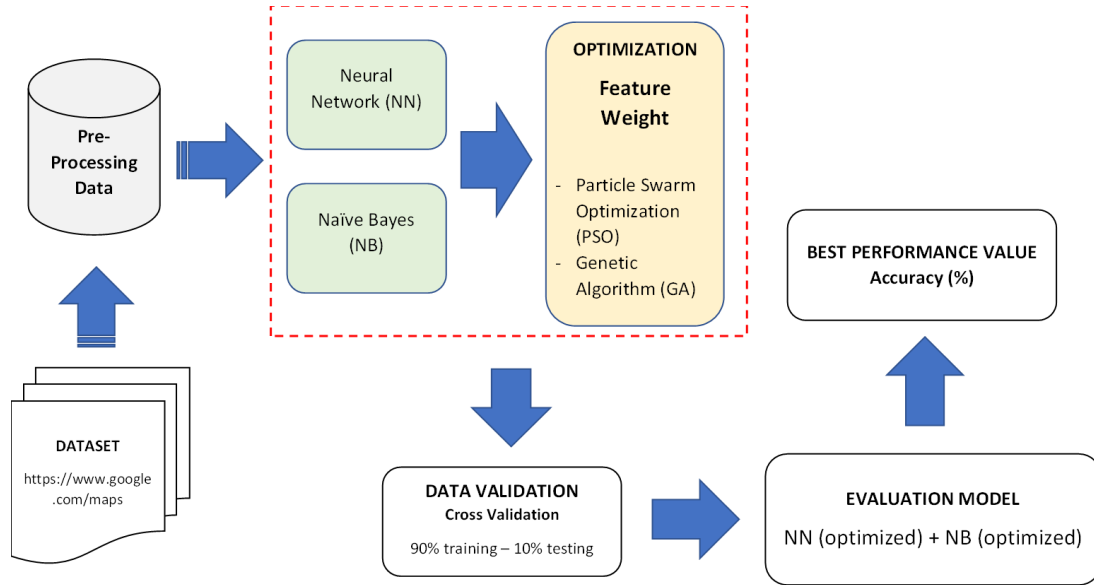 DATASET
https://www.google
.com/maps
Pre-
Processing
Data
Neural
Network (NN)
Naïve Bayes
(NB)
OPTIMIZATION
Feature
Weight
- Particle Swarm
Optimization
(PSO)
- Genetic
Algorithm (GA)
DATA VALIDATION
Cross Validation
90% training – 10% testing
EVALUATION MODEL
NN (optimized) + NB (optimized)
BEST PERFORMANCE VALUE
Accuracy (%)